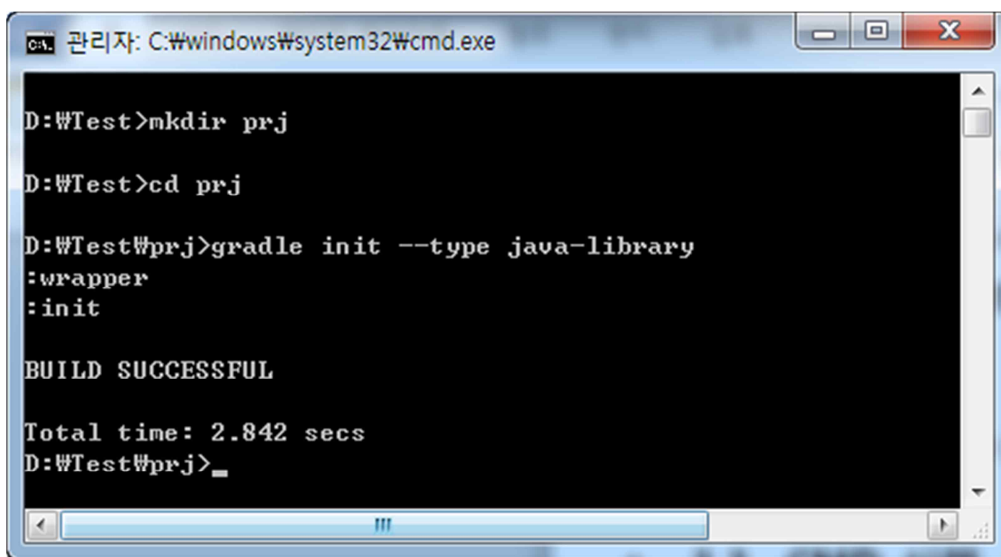 관리자: C:₩windows₩system32₩cmd.exe
D:₩Test>mkdir prj
D:₩Test>cd prj
D:₩Test₩prj>gradle init --type java-library
:wrapper
:init
BUILD SUCCESSFUL
Total time: 2.842 secs
D:₩Test₩prj>_